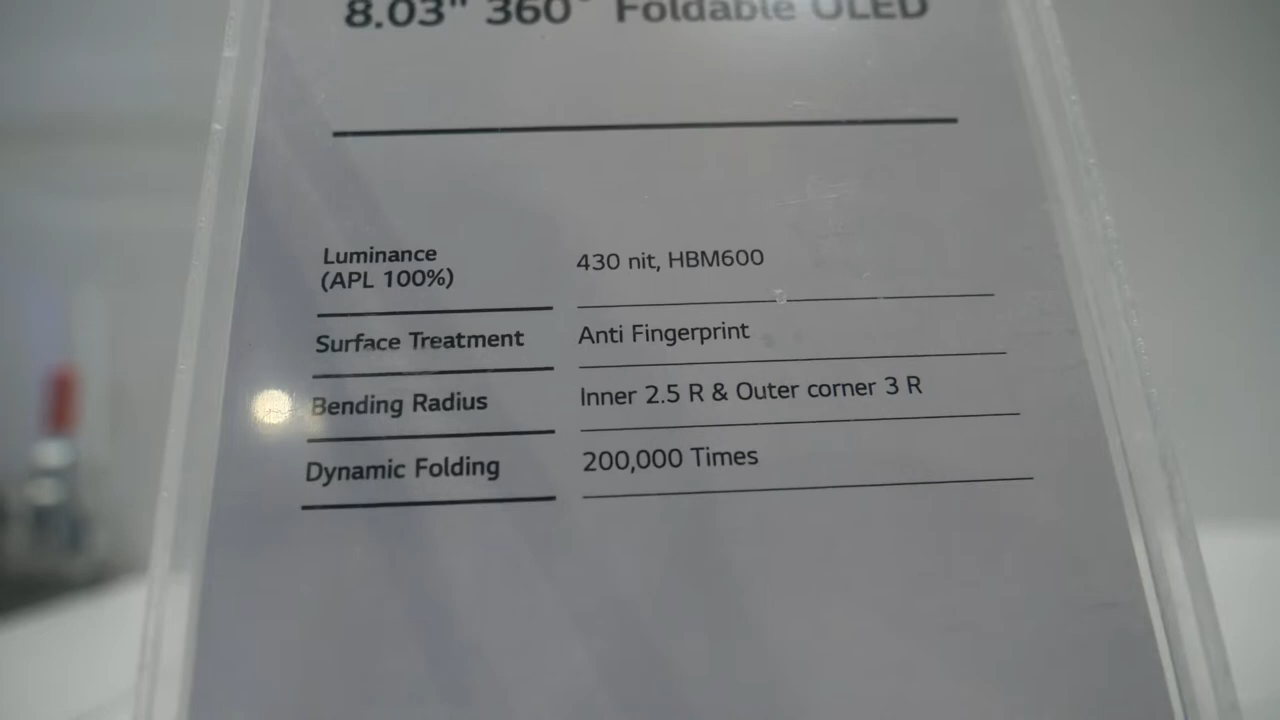 8.03" 360° Foldable OLED
Luminance
(APL 100%)
430 nit, HBM600
Surface Treatment
Anti Fingerprint
Bending Radius
Inner 2.5 R & Outer corner 3 R
Dynamic Folding
200,000 Times